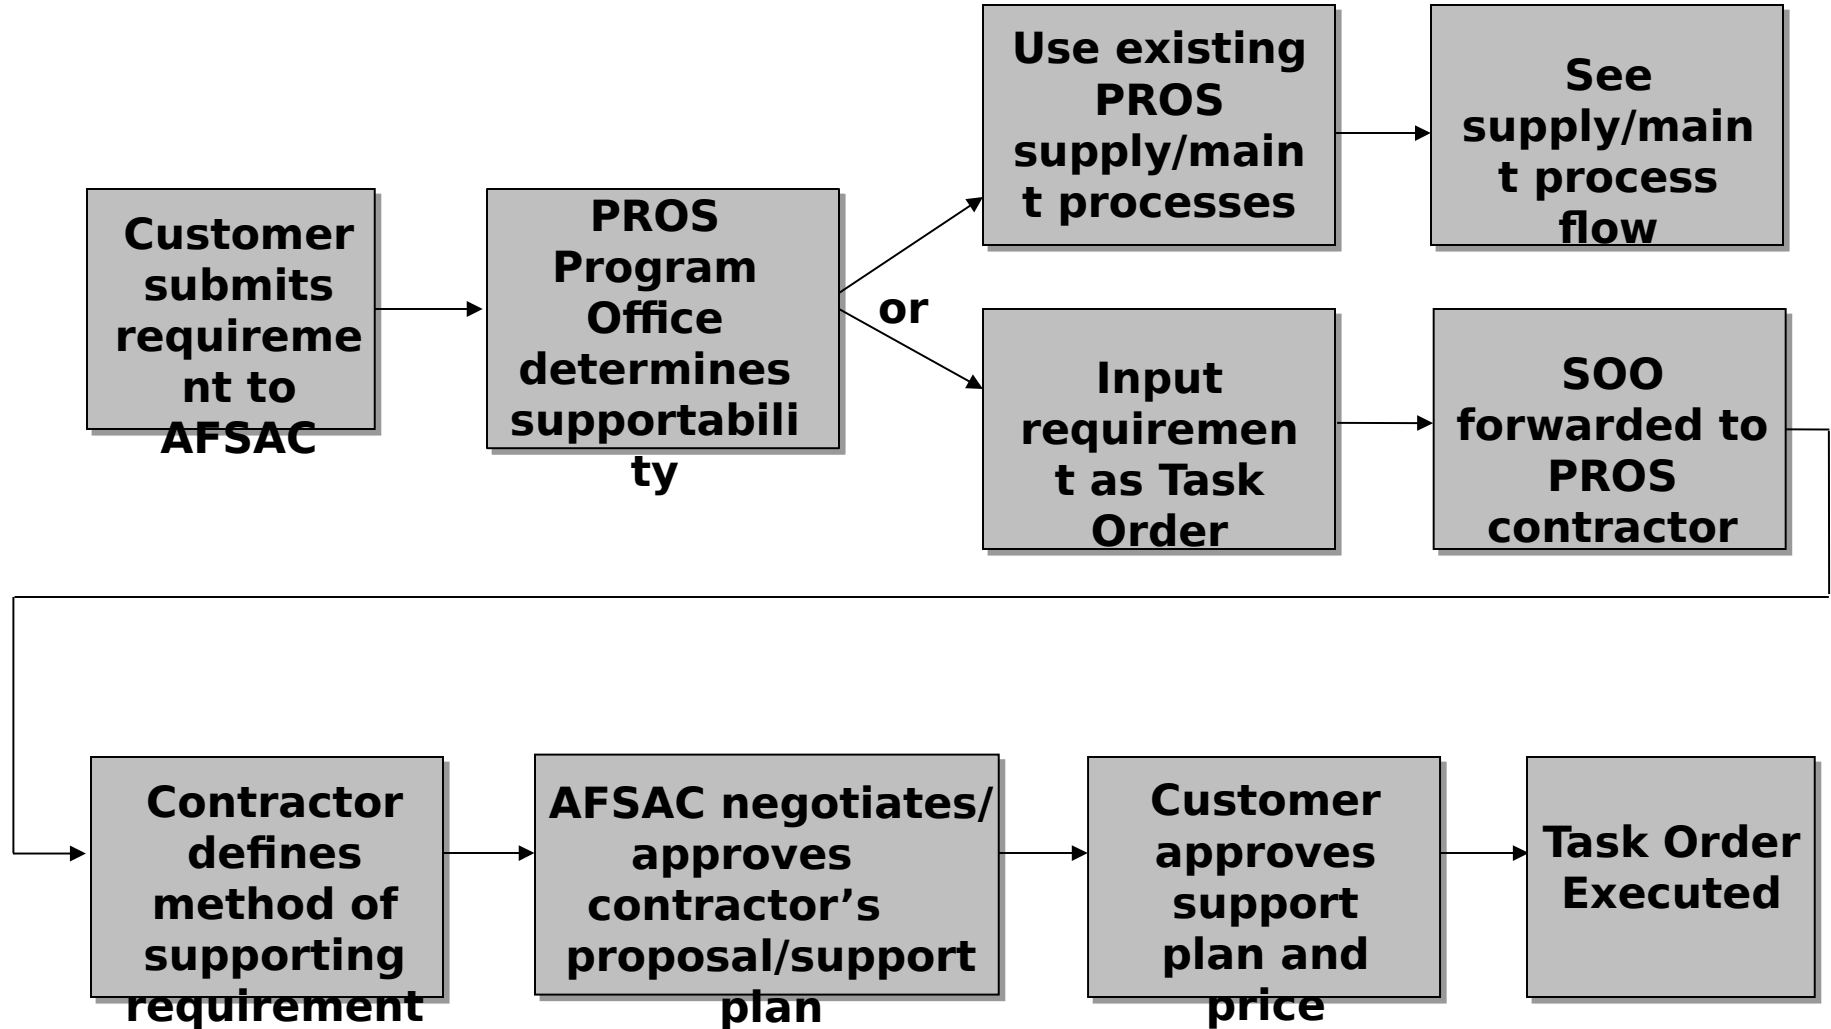 Customer
submits
requireme
nt to
AFSAC
PROS
Program
Office
determines
supportabili
ty
or
Use existing
PROS
supply/main
t processes
See
supply/main
t process
flow
Input
requiremen
t as Task
Order
SOO
forwarded to
PROS
contractor
Contractor
defines
method of
supporting
requirement
AFSAC negotiates/
approves
contractor’s
proposal/support
plan
Customer
approves
support
plan and
price
Task Order
Executed